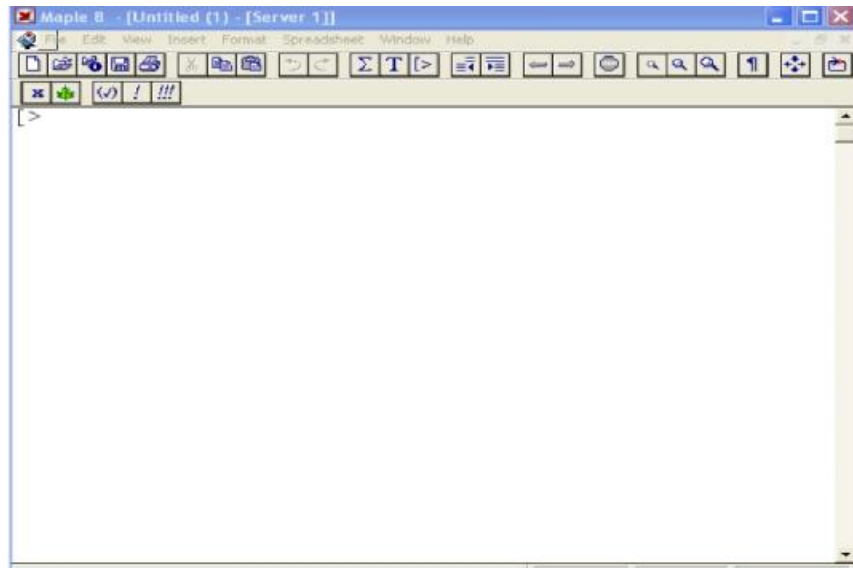 Maple 8 - [Untitled (1) - [Server 1]]
File Edit View Insert Format Spreadsheet Window Help
Σ T [>
! !!!
[>